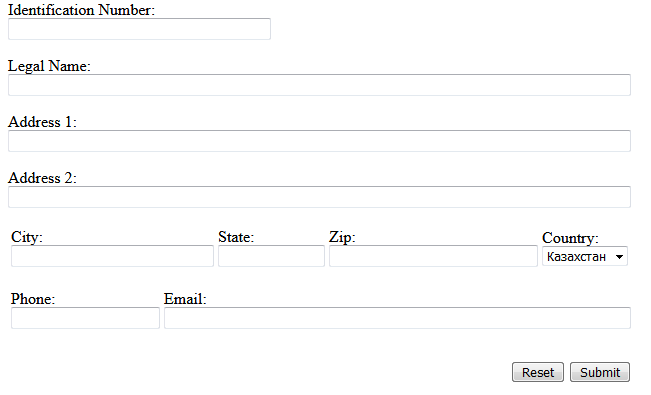 Identification Number:
Legal Name:
Address 1:
Address 2:
City: State: Zip: Country:
Казахстан
Phone: Email:
Reset Submit